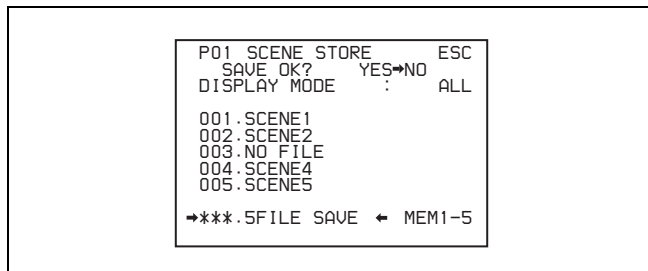 P01 SCENE STORE ESC
SAVE OK? YES➡NO
DISPLAY MODE : ALL
001.SCENE1
002.SCENE2
003.NO FILE
004.SCENE4
005.SCENE5
➡***.5FILE SAVE ⬅ MEM1-5